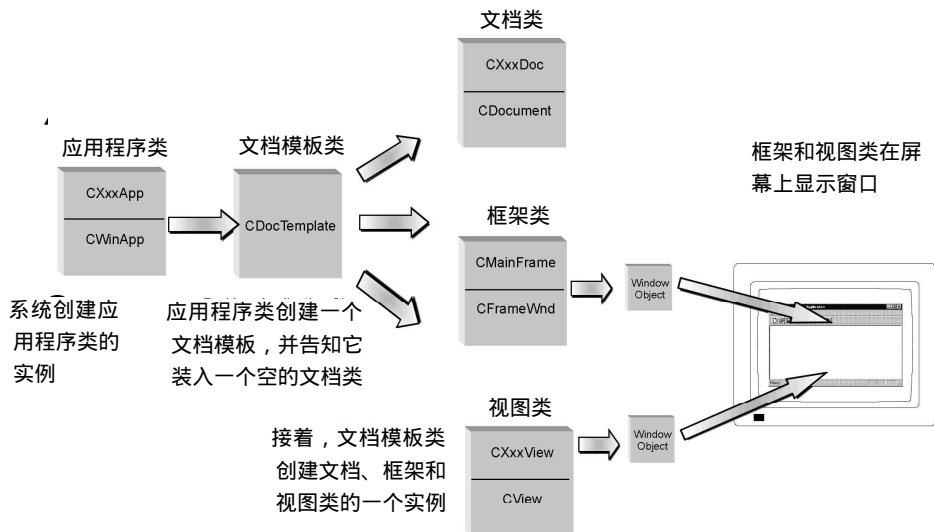 文档类
CXxxDoc
CDocument
应用程序类
CXxxApp
CWinApp
文档模板类
CDocTemplate
框架类
CMainFrame
CFrameWnd
Window
Object
框架和视图类在屏
幕上显示窗口
系统创建应
用程序类的
实例
应用程序类创建一个
文档模板，并告知它
装入一个空的文档类
接着，文档模板类
创建文档、框架和
视图类的一个实例
视图类
CXxxView
CView
Window
Object